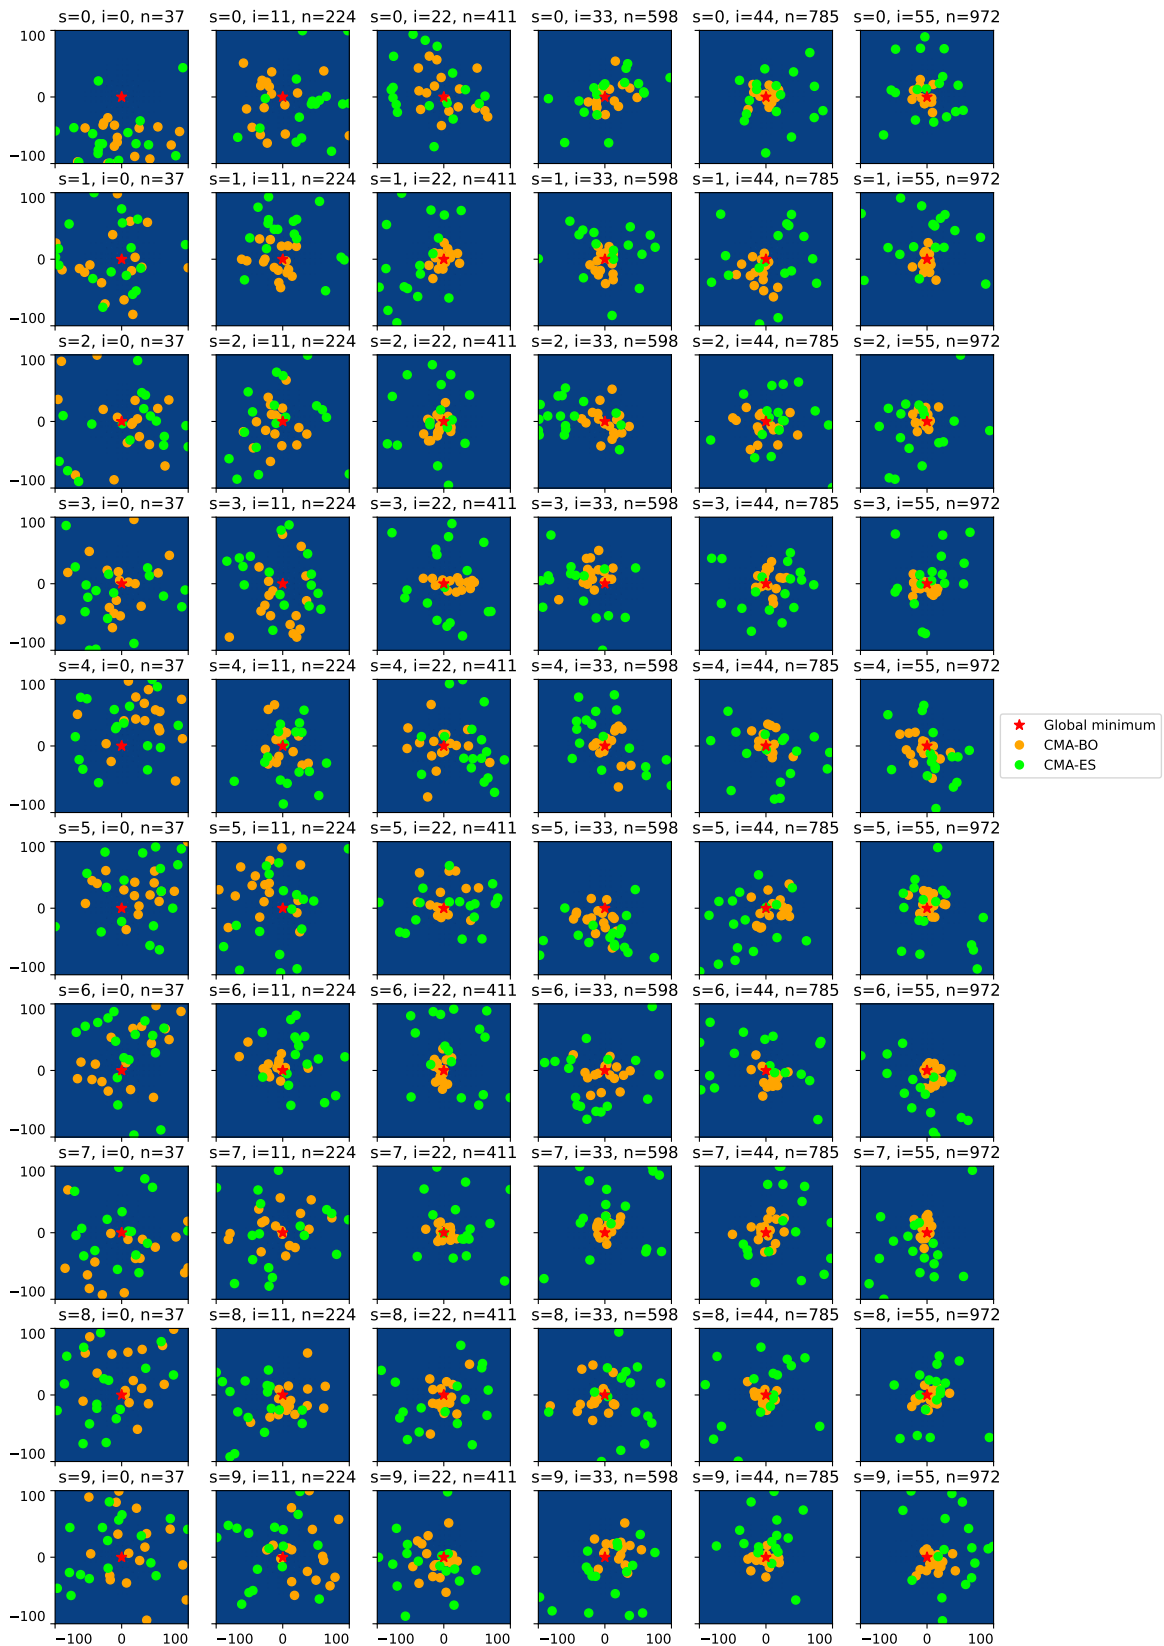 s=0, i=0, n=37 s=0, i=11, n=224 s=0, i=22, n=411 s=0, i=33, n=598 s=0, i=44, n=785 s=0, i=55, n=972
100
0
−100
s=1, i=0, n=37 s=1, i=11, n=224 s=1, i=22, n=411 s=1, i=33, n=598 s=1, i=44, n=785 s=1, i=55, n=972
100
0
−100
s=2, i=0, n=37 s=2, i=11, n=224 s=2, i=22, n=411 s=2, i=33, n=598 s=2, i=44, n=785 s=2, i=55, n=972
100
0
−100
s=3, i=0, n=37 s=3, i=11, n=224 s=3, i=22, n=411 s=3, i=33, n=598 s=3, i=44, n=785 s=3, i=55, n=972
100
0
−100
s=4, i=0, n=37 s=4, i=11, n=224 s=4, i=22, n=411 s=4, i=33, n=598 s=4, i=44, n=785 s=4, i=55, n=972
100
0
−100
Global minimum
CMA-BO
CMA-ES
s=5, i=0, n=37 s=5, i=11, n=224 s=5, i=22, n=411 s=5, i=33, n=598 s=5, i=44, n=785 s=5, i=55, n=972
100
0
−100
s=6, i=0, n=37 s=6, i=11, n=224 s=6, i=22, n=411 s=6, i=33, n=598 s=6, i=44, n=785 s=6, i=55, n=972
100
0
−100
s=7, i=0, n=37 s=7, i=11, n=224 s=7, i=22, n=411 s=7, i=33, n=598 s=7, i=44, n=785 s=7, i=55, n=972
100
0
−100
s=8, i=0, n=37 s=8, i=11, n=224 s=8, i=22, n=411 s=8, i=33, n=598 s=8, i=44, n=785 s=8, i=55, n=972
100
0
−100
s=9, i=0, n=37 s=9, i=11, n=224 s=9, i=22, n=411 s=9, i=33, n=598 s=9, i=44, n=785 s=9, i=55, n=972
100
0
−100
−100 0 100 −100 0 100 −100 0 100 −100 0 100 −100 0 100 −100 0 100